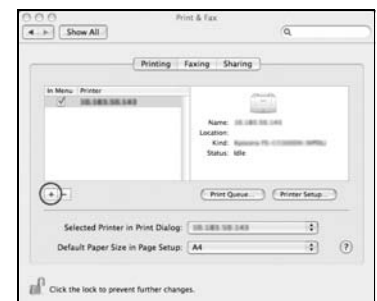 Print & Fax
Show All
Printing Faxing Sharing
In Menu Printer
Name:
Location:
Kind:
Status: Idle
+ -
Print Queue... Printer Setup...
Selected Printer in Print Dialog:
Default Paper Size in Page Setup: A4
?
Click the lock to prevent further changes.